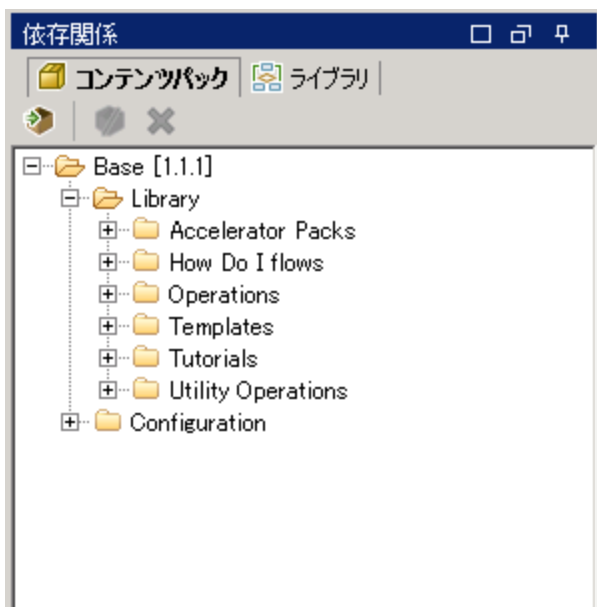 依存関係
コンテンツパック ライブラリ
Base [1.1.1]
Library
Accelerator Packs
How Do I flows
Operations
Templates
Tutorials
Utility Operations
Configuration